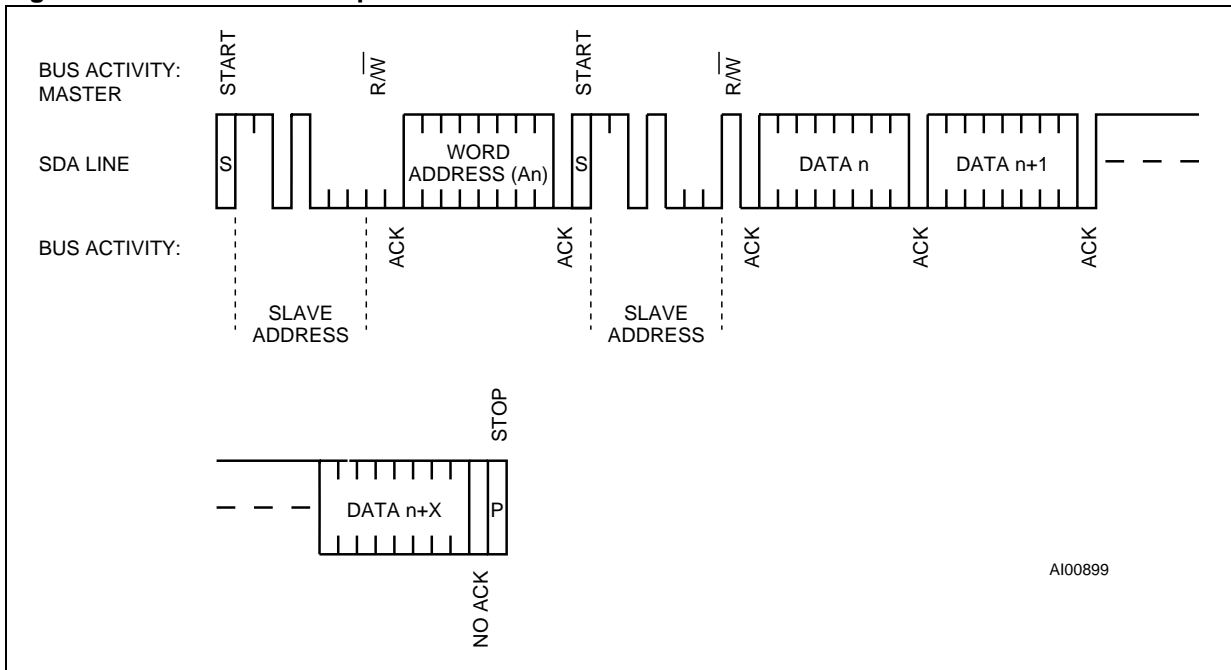 START
R/W
START
R/W
BUS ACTIVITY:
MASTER
SDA LINE
S
WORD
ADDRESS (An)
S
DATA n
DATA n+1
BUS ACTIVITY:
ACK
ACK
ACK
ACK
ACK
SLAVE
ADDRESS
SLAVE
ADDRESS
STOP
DATA n+X
P
NO ACK
AI00899